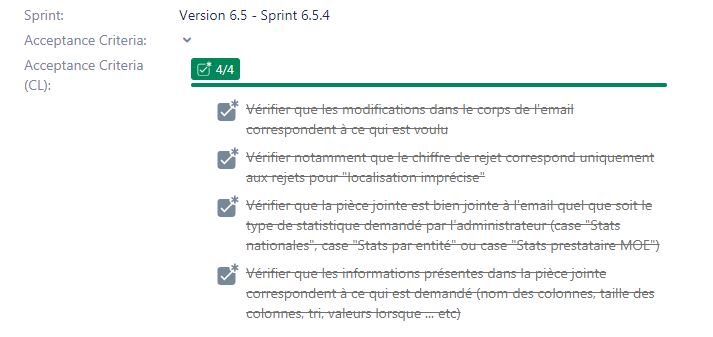 Sprint: Version 6.5 - Sprint 6.5.4
Acceptance Criteria:
Acceptance Criteria
(CL):
4/4
Vérifier que les modifications dans le corps de l'email
correspondent à ce qui est voulu
Vérifier notamment que le chiffre de rejet correspond uniquement
aux rejets pour "localisation imprécise"
Vérifier que la pièce jointe est bien jointe à l'email quel que soit le
type de statistique demandé par l'administrateur (case "Stats
nationales", case "Stats par entité" ou case "Stats prestataire MOE")
Vérifier que les informations présentes dans la pièce jointe
correspondent à ce qui est demandé (nom des colonnes, taille des
colonnes, tri, valeurs lorsque ... etc)